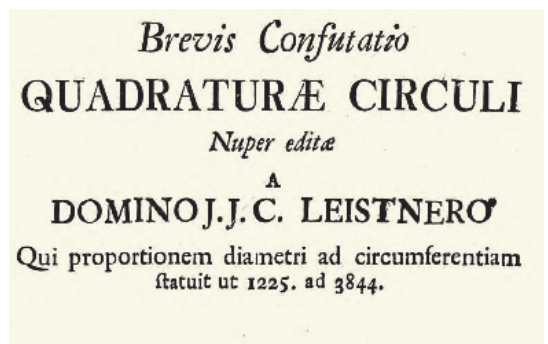 Brevis Confutatio
QUADRATURÆ CIRCULI
Nuper editæ
A
DOMINO J. J. C. LEISTNERO
Qui proportionem diametri ad circumferentiam
ſtatuit ut 1225. ad 3844.